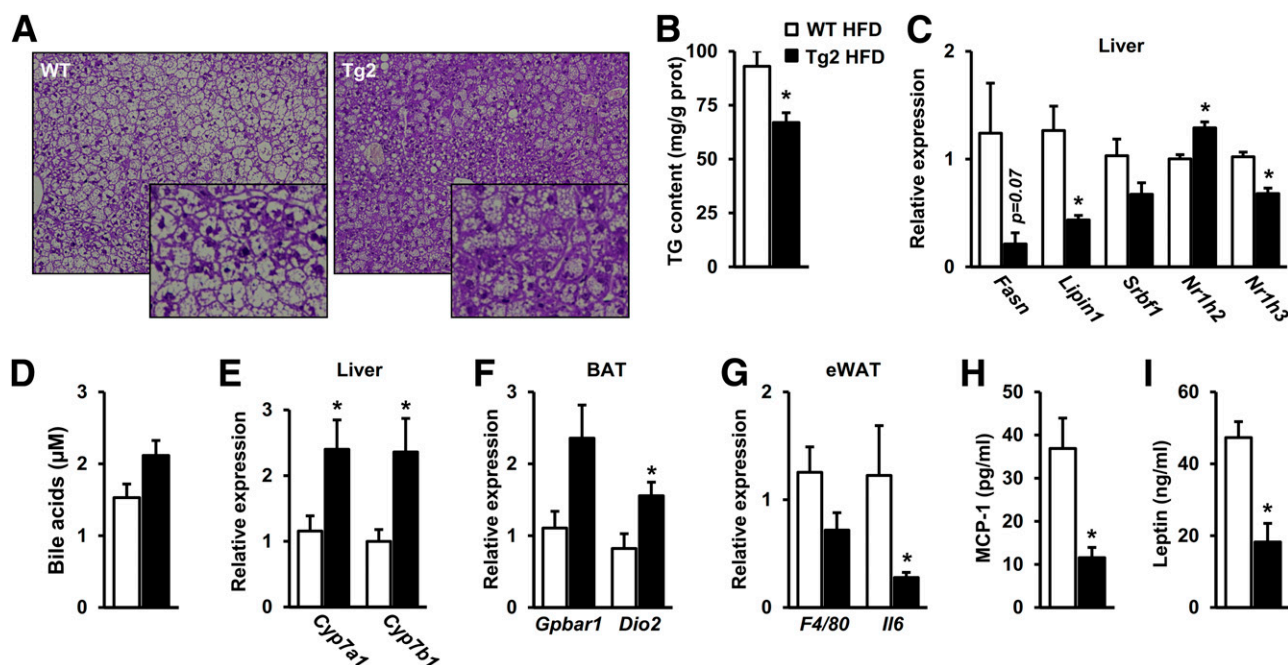 A
WT
Tg2
B
WT HFD
Tg2 HFD
TG content (mg/g prot)
100
75
50
25
0
*
C
Liver
Relative expression
2
1
0
p=0.07
*
*
*
Fasn
Lipin1
Srbf1
Nr1h2
Nr1h3
D
Bile acids (µM)
3
2
1
0
E
Liver
Relative expression
3
2
1
0
*
*
Cyp7a1
Cyp7b1
F
BAT
Relative expression
3
2
1
0
*
Gpbar1
Dio2
G
eWAT
Relative expression
2
1
0
*
F4/80
Il6
H
MCP-1 (pg/ml)
50
40
30
20
10
0
*
I
Leptin (ng/ml)
60
40
20
0
*